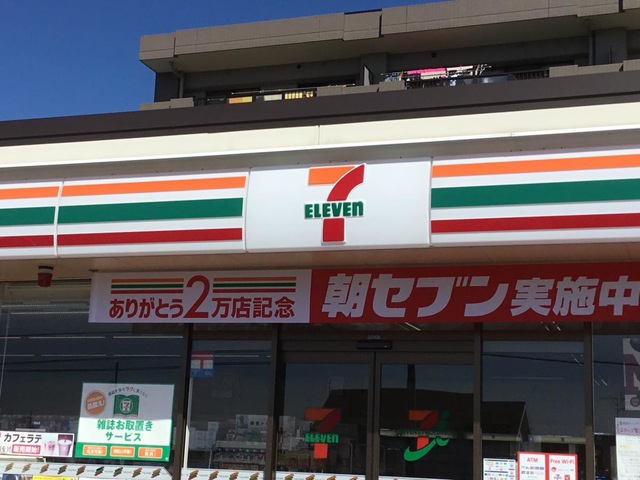 7
ELEVEn
ありがとう2万店記念
朝セブン実施中
7
ELEVEn
雑誌お取置き
サービス
カフェラテ
ATM
Free Wi-Fi